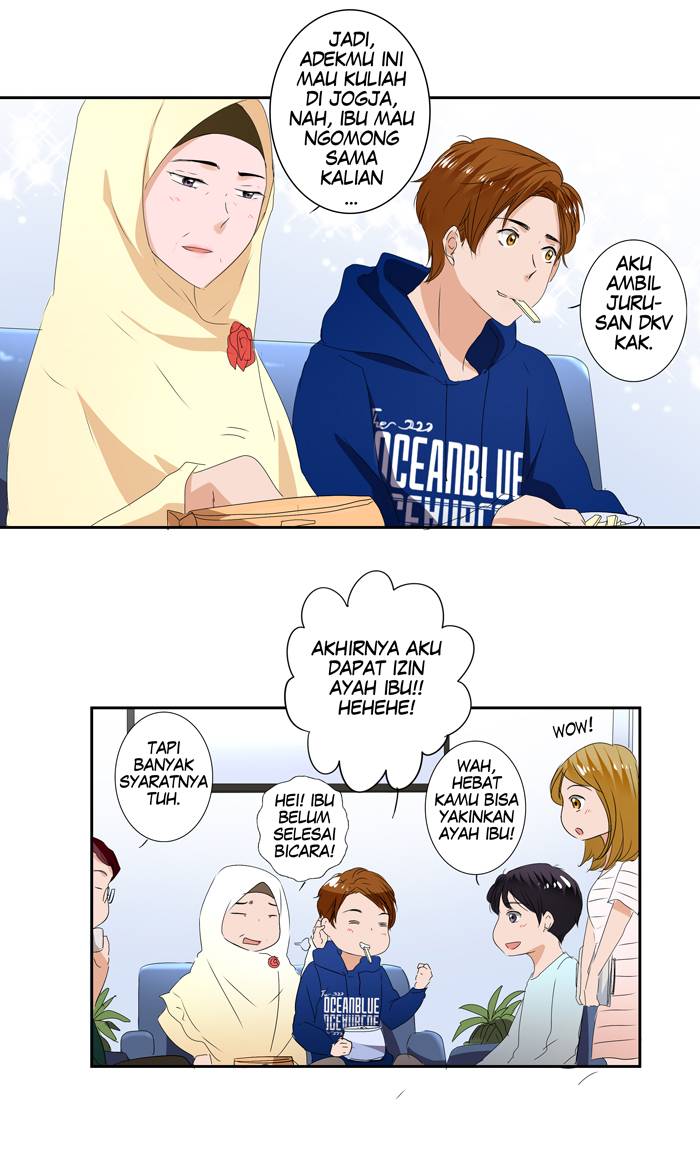 JADI,
ADEKMU INI
MAU KULIAH
DI JOGJA,
NAH, IBU MAU
NGOMONG
SAMA
KALIAN
...
AKU
AMBIL
JURU-
SAN DKV
KAK.
The
OCEANBLUE
AKHIRNYA AKU
DAPAT IZIN
AYAH IBU!!
HEHEHE!
TAPI
BANYAK
SYARATNYA
TUH.
HEI! IBU
BELUM
SELESAI
BICARA!
WAH,
HEBAT
KAMU BISA
YAKINKAN
AYAH IBU!
WOW!
The
OCEANBLUE